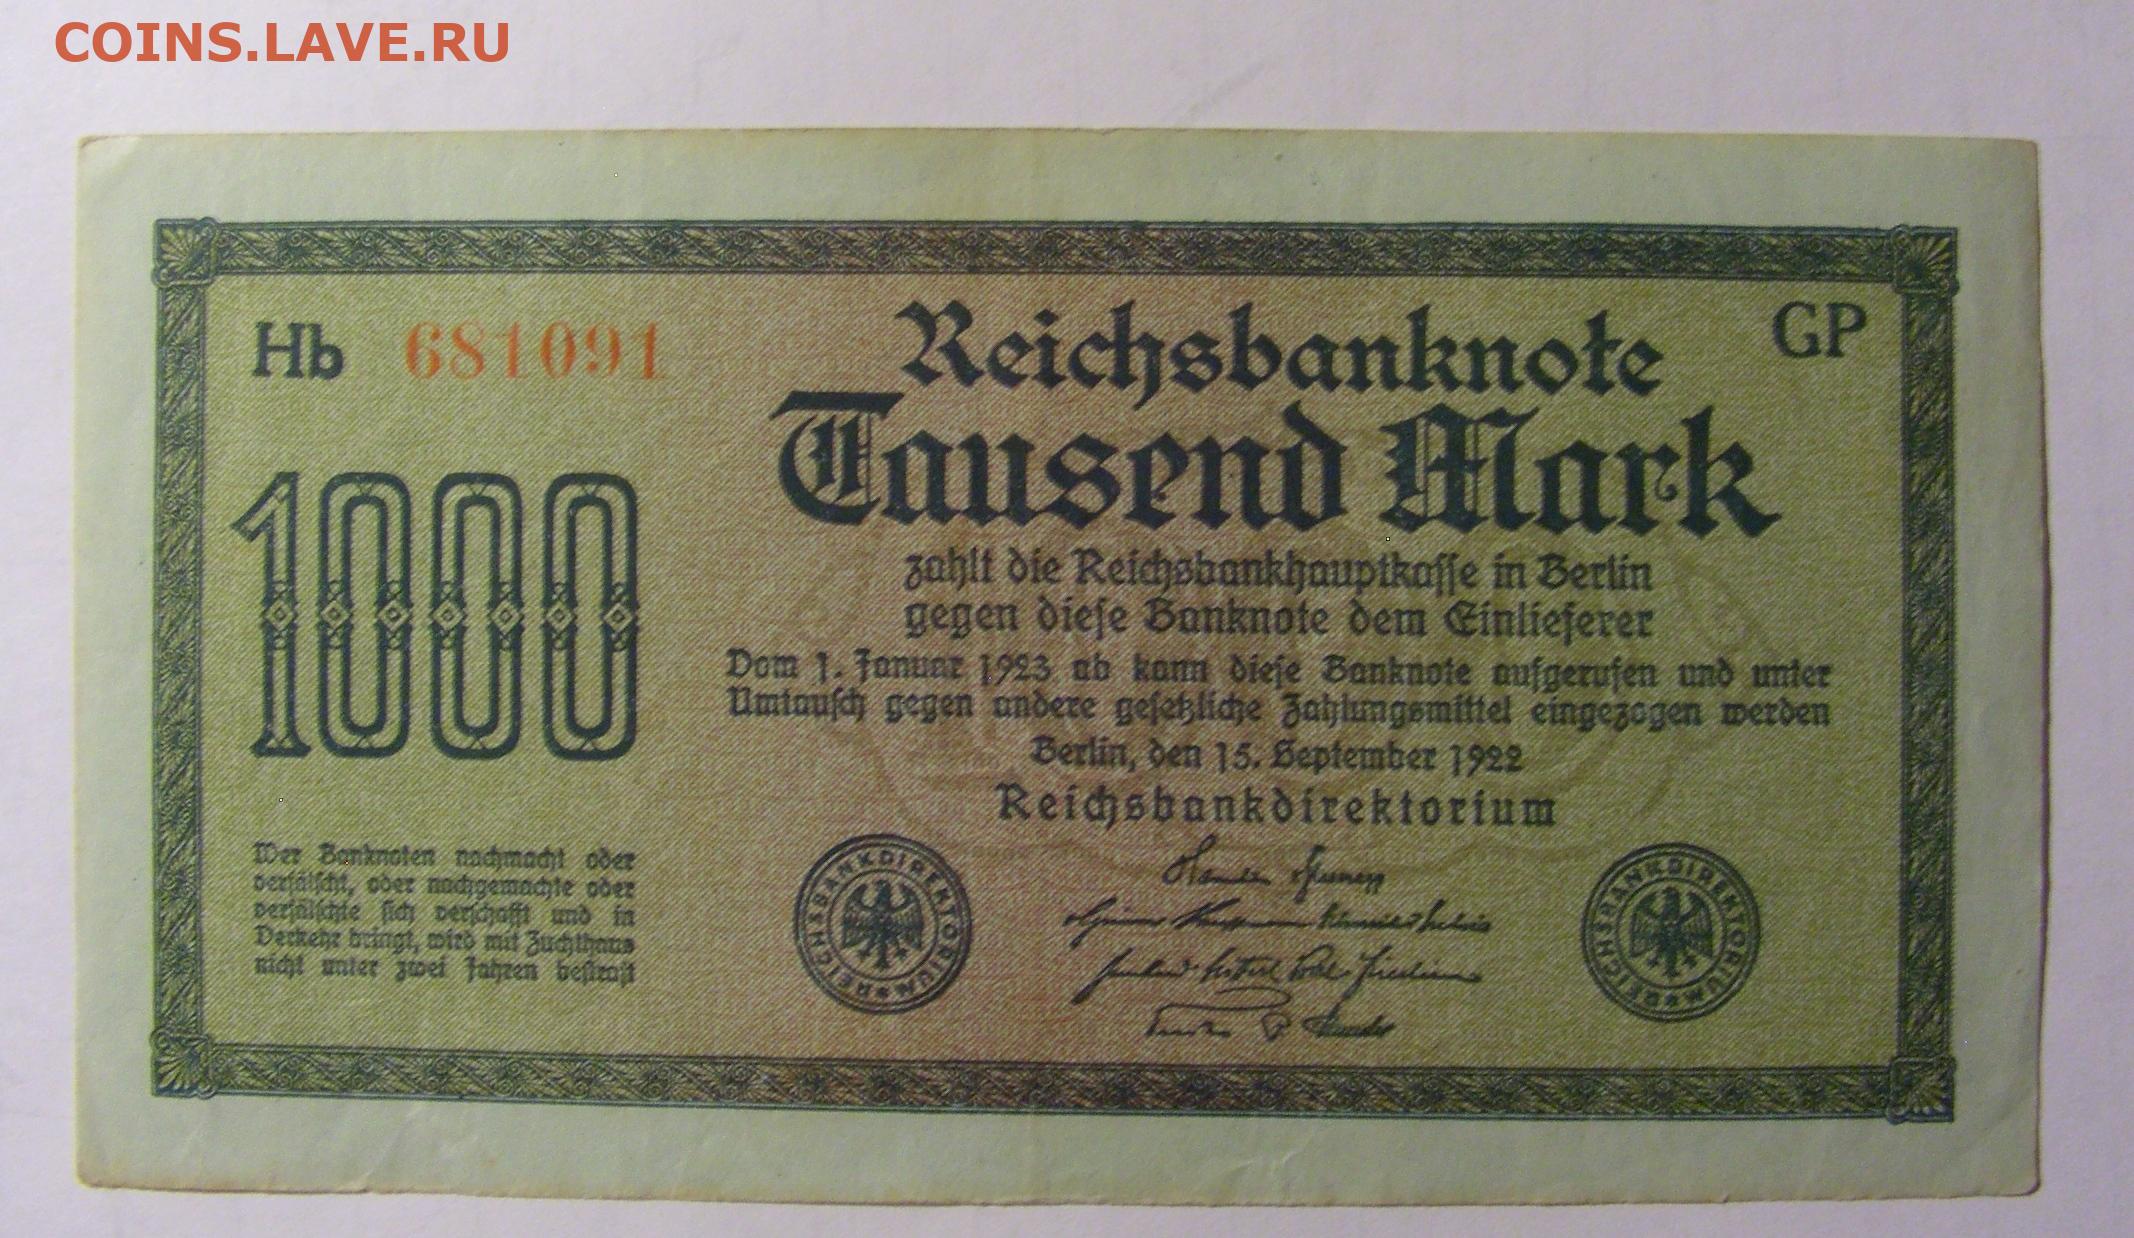 COINS.LAVE.RU
Hb 681091
GP
Reichsbanknote
Tausend Mark
1000
zahlt die Reichsbankhauptkasse in Berlin
gegen diese Banknote dem Einlieferer
Vom 1. Januar 1923 ab kann diese Banknote aufgerufen und unter
Umtausch gegen andere gesetzliche Zahlungsmittel eingezogen werden
Berlin, den 15. September 1922
Reichsbankdirektorium
Wer Banknoten nachmacht oder
verfälscht, oder nachgemachte oder
verfälschte sich verschafft und in
Verkehr bringt, wird mit Zuchthaus
nicht unter zwei Jahren bestraft
REICHSBANKDIREKTORIUM
REICHSBANKDIREKTORIUM